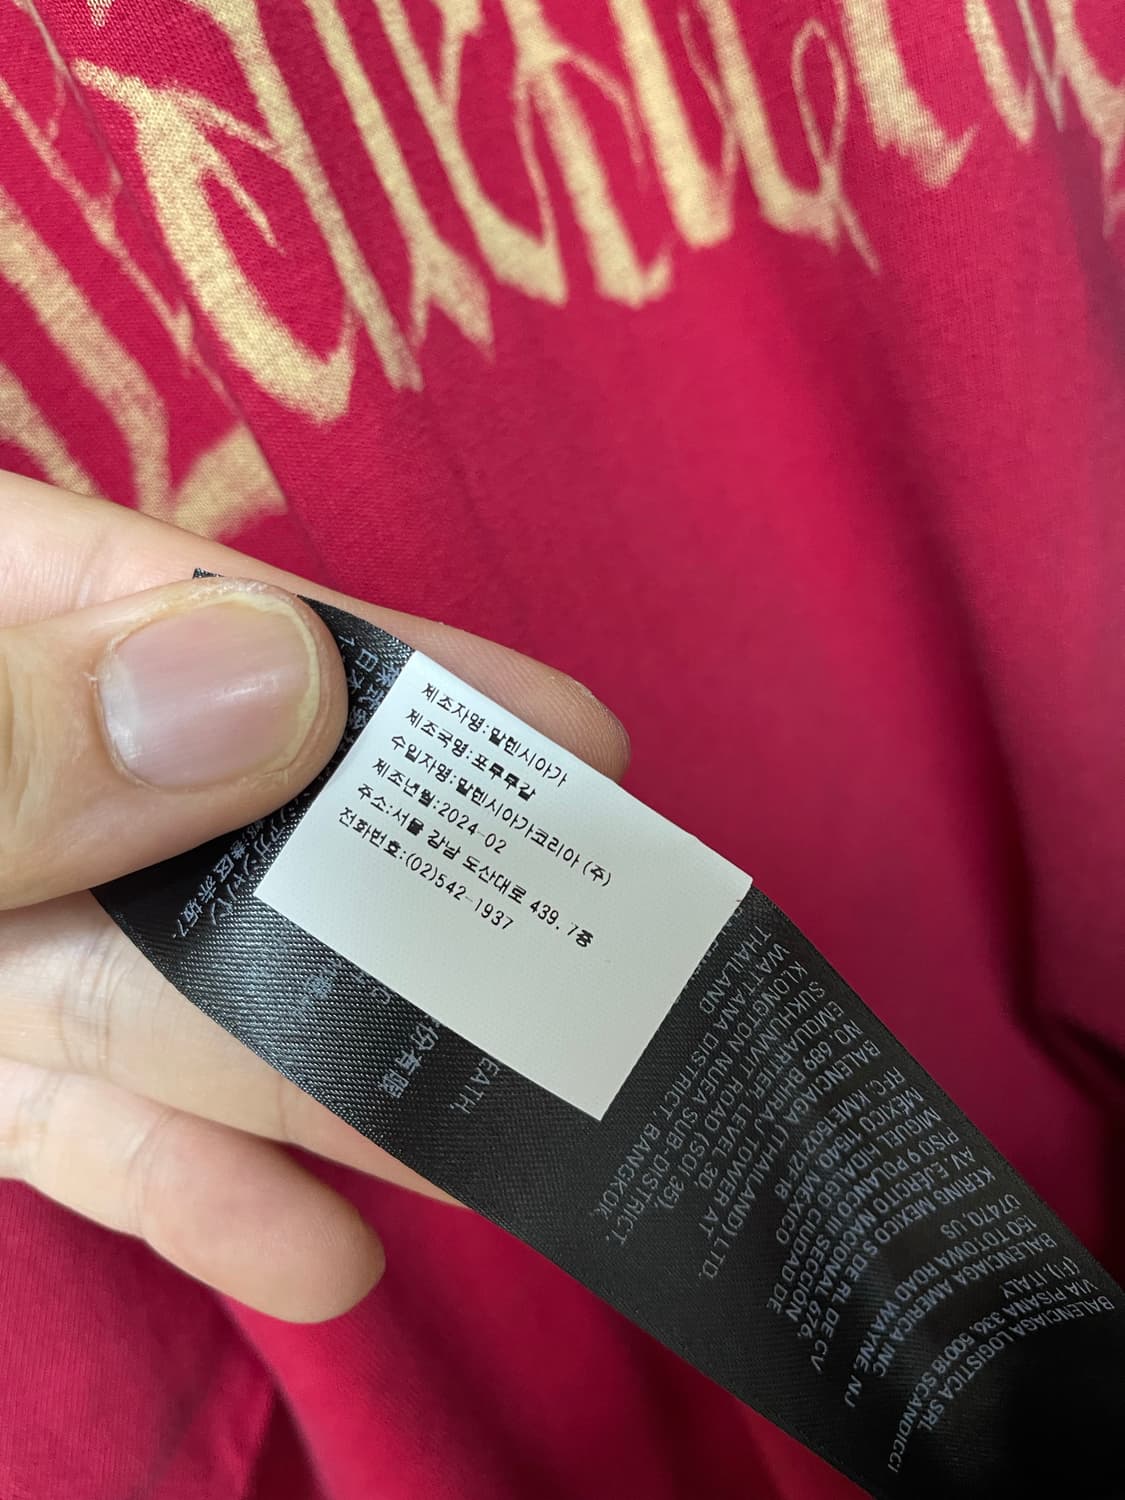 제조자명:발렌시아가
제조국명:포루투갈
수입자명:발렌시아가코리아 (주)
제조년월:2024-02
주소:서울 강남 도산대로 439. 7층
전화번호:(02)542-1937
BALENCIAGA LOGISTICA SRL
VIA PISANA 336, 50018 SCANDICCI
(FI), ITALY
BALENCIAGA AMERICA INC
150 TOTOWA ROAD WAYNE, NJ
07470 US
KERING MEXICO S DE RL DE CV
AV. EJERCITO NACIONAL 676,
PISO 9 POLANCO III SECCION
MIGUEL HIDALGO CIUDAD DE
MÉXICO 11540, MEXICO
BALENCIAGA (THAILAND) LTD.
NO. 689 BHIRAJ TOWER AT
EMQUARTIER, LEVEL 30,
SUKHUMVIT ROAD (SOI 35),
KLONGTON NUEA SUB-DISTRICT,
WATTANA DISTRICT, BANGKOK
THAILAND
EATH,